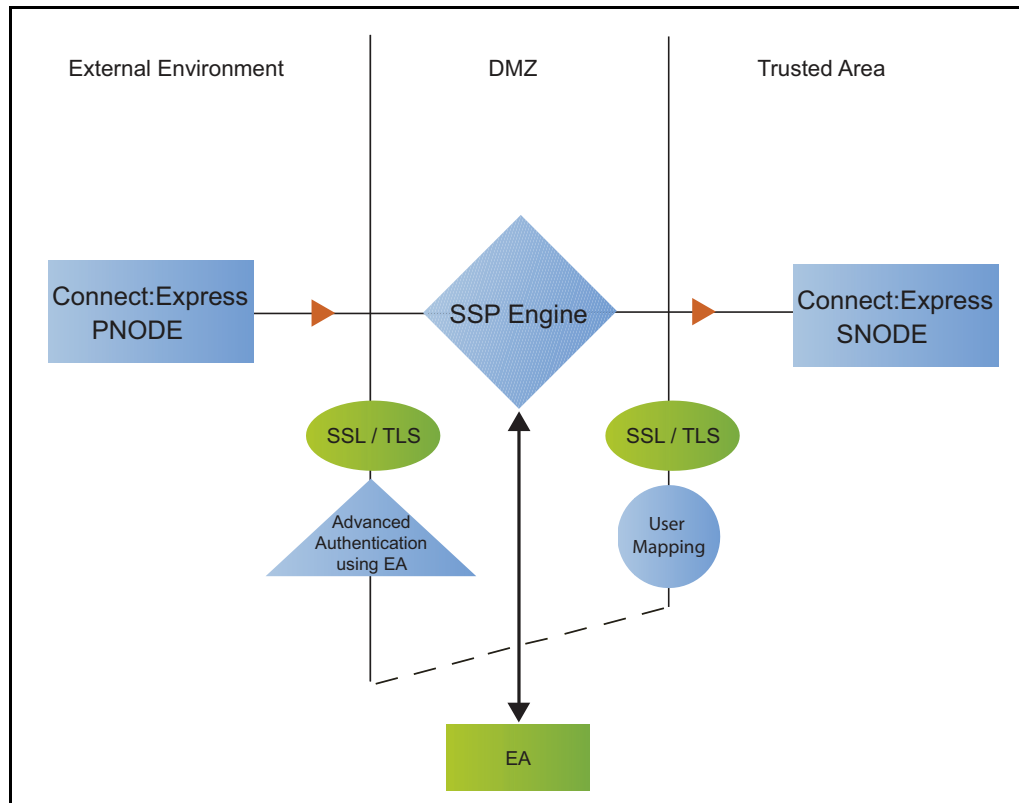 External Environment
DMZ
Trusted Area
Connect:Express
PNODE
SSP Engine
Connect:Express
SNODE
SSL / TLS
SSL / TLS
Advanced
Authentication
using EA
User
Mapping
EA